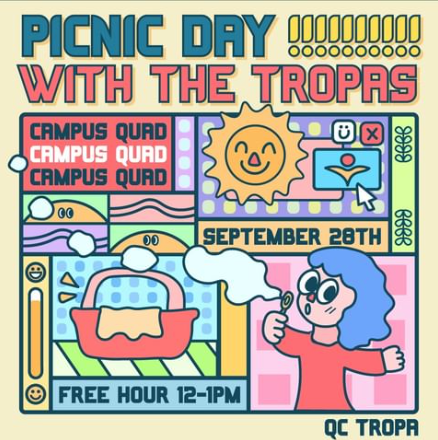 PICNIC DAY !!!!!!!!!!
WITH THE TROPAS
CAMPUS QUAD
CAMPUS QUAD
CAMPUS QUAD
SEPTEMBER 28TH
FREE HOUR 12-1PM
QC TROPA